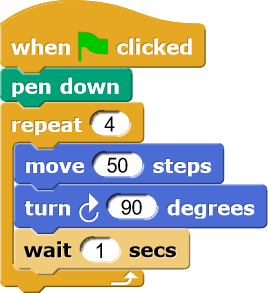 when clicked
pen down
repeat 4
move 50 steps
turn 90 degrees
wait 1 secs